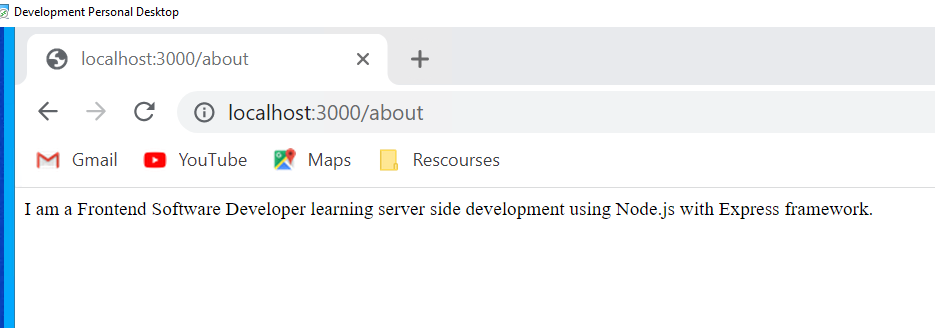 Development Personal Desktop
localhost:3000/about
localhost:3000/about
Gmail YouTube Maps Rescourses
I am a Frontend Software Developer learning server side development using Node.js with Express framework.